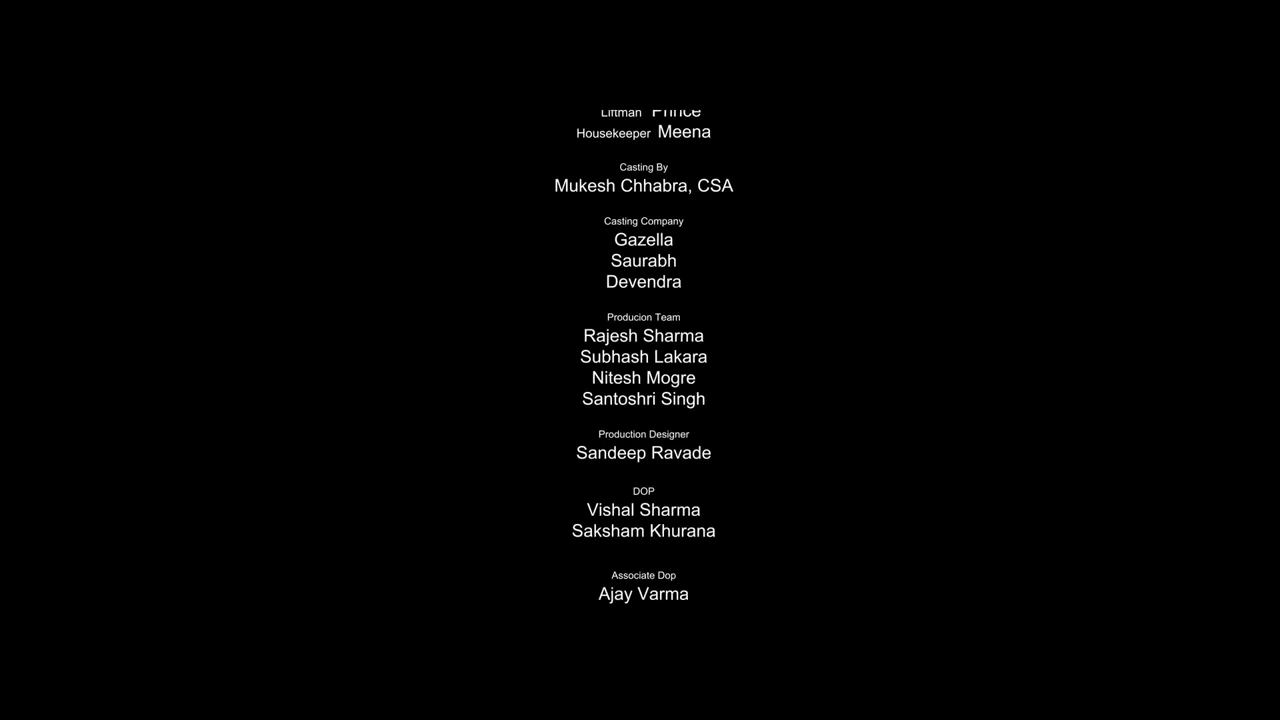 Liftman Prince
Housekeeper Meena
Casting By
Mukesh Chhabra, CSA
Casting Company
Gazella
Saurabh
Devendra
Producion Team
Rajesh Sharma
Subhash Lakara
Nitesh Mogre
Santoshri Singh
Production Designer
Sandeep Ravade
DOP
Vishal Sharma
Saksham Khurana
Associate Dop
Ajay Varma